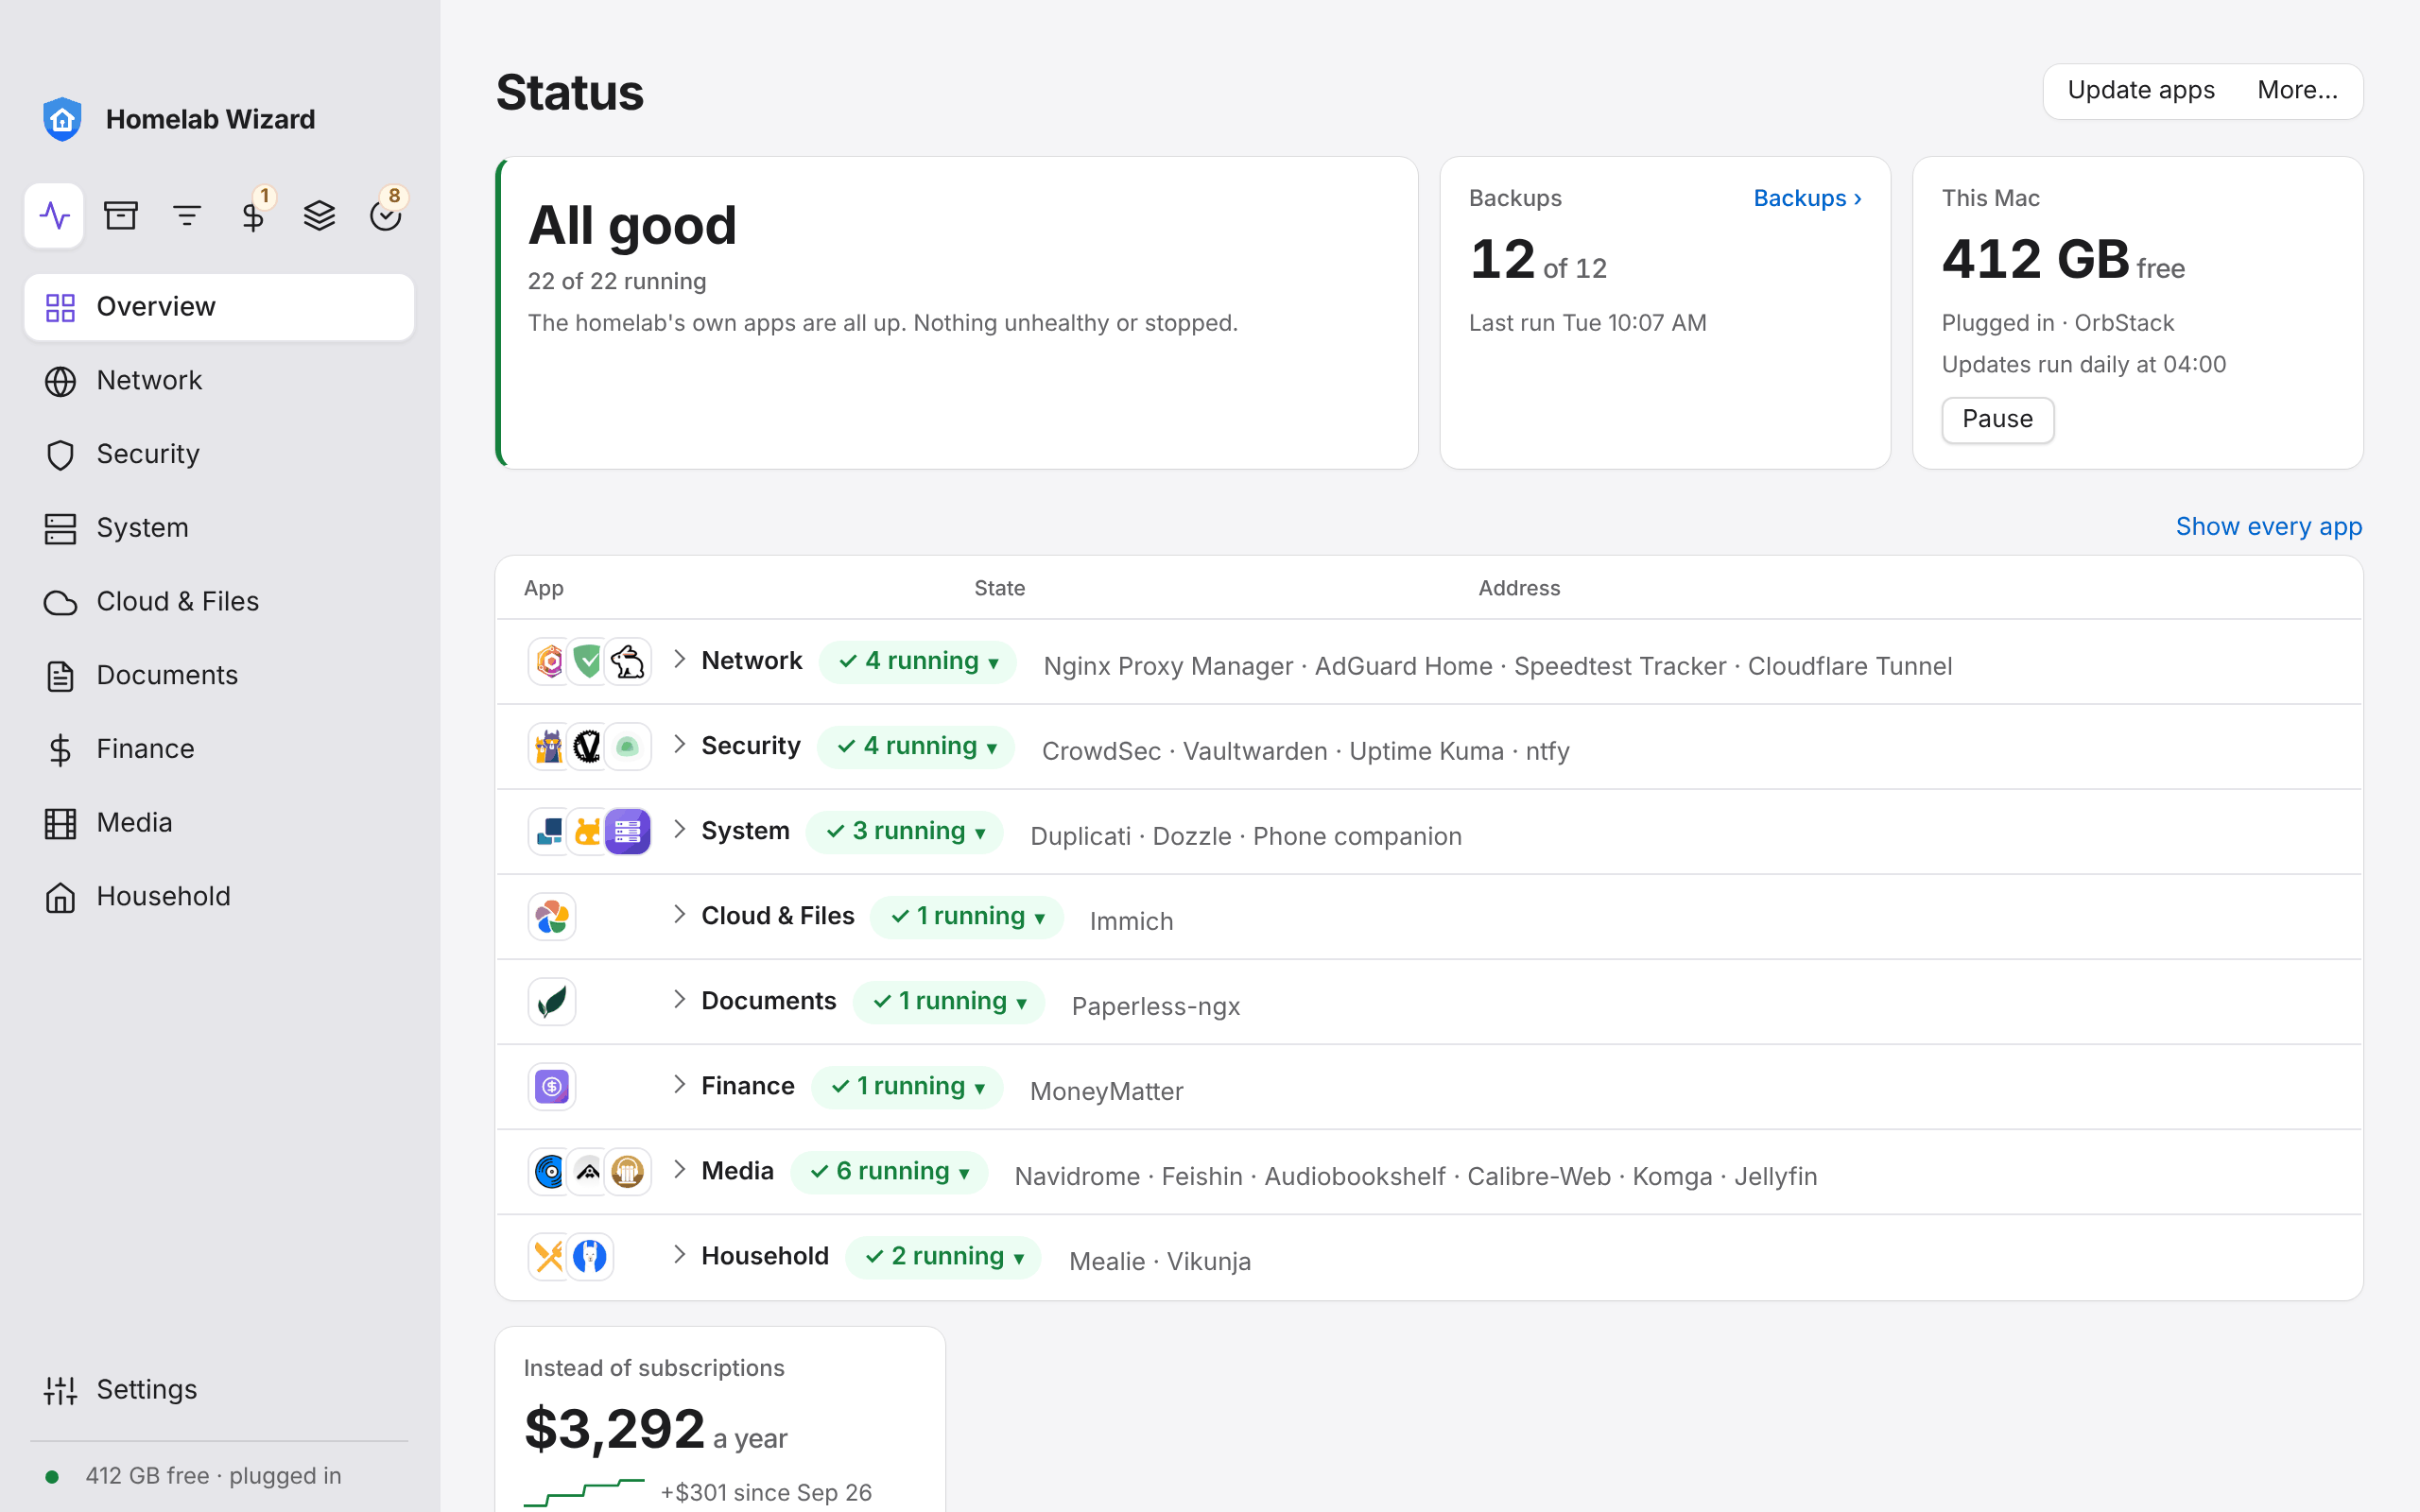 Homelab Wizard
1
8
Overview
Network
Security
System
Cloud & Files
Documents
Finance
Media
Household
Settings
412 GB free · plugged in
Status
Update apps
More...
All good
22 of 22 running
The homelab's own apps are all up. Nothing unhealthy or stopped.
Backups
Backups ›
12 of 12
Last run Tue 10:07 AM
This Mac
412 GB free
Plugged in · OrbStack
Updates run daily at 04:00
Pause
Show every app
App State Address
Network ✓ 4 running ▾ Nginx Proxy Manager · AdGuard Home · Speedtest Tracker · Cloudflare Tunnel
Security ✓ 4 running ▾ CrowdSec · Vaultwarden · Uptime Kuma · ntfy
System ✓ 3 running ▾ Duplicati · Dozzle · Phone companion
Cloud & Files ✓ 1 running ▾ Immich
Documents ✓ 1 running ▾ Paperless-ngx
Finance ✓ 1 running ▾ MoneyMatter
Media ✓ 6 running ▾ Navidrome · Feishin · Audiobookshelf · Calibre-Web · Komga · Jellyfin
Household ✓ 2 running ▾ Mealie · Vikunja
Instead of subscriptions
$3,292 a year
+$301 since Sep 26